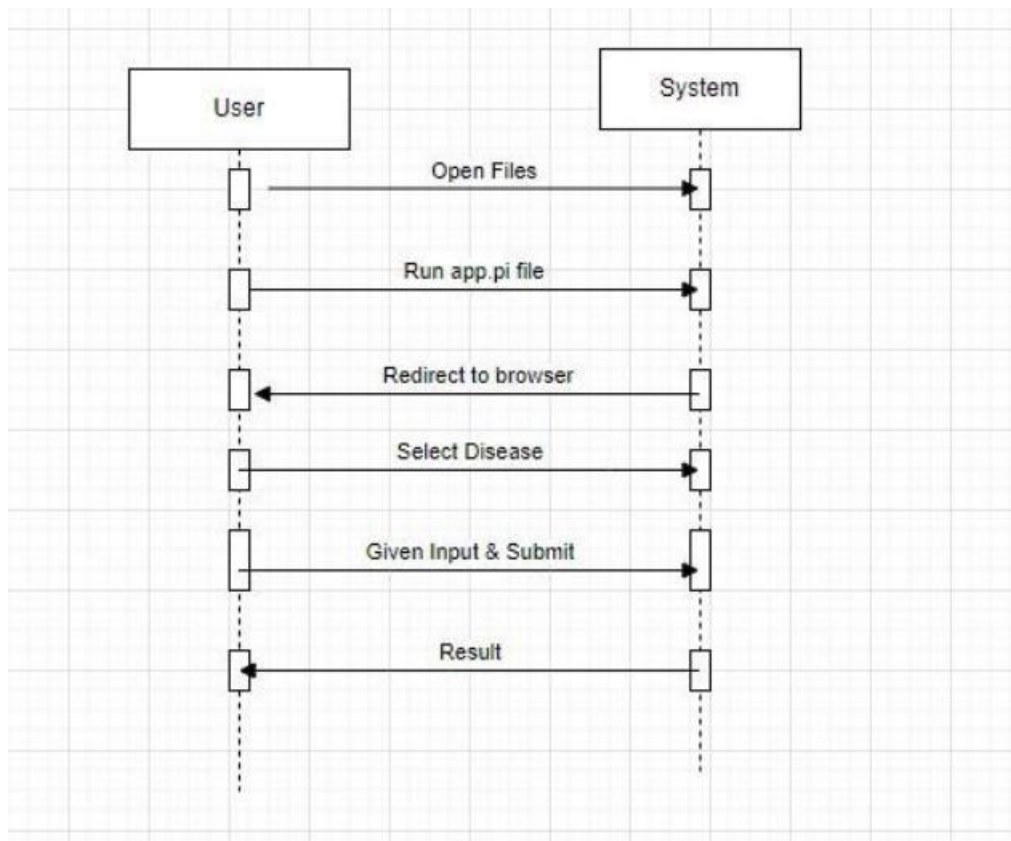 User
System
Open Files
Run app.pi file
Redirect to browser
Select Disease
Given Input & Submit
Result